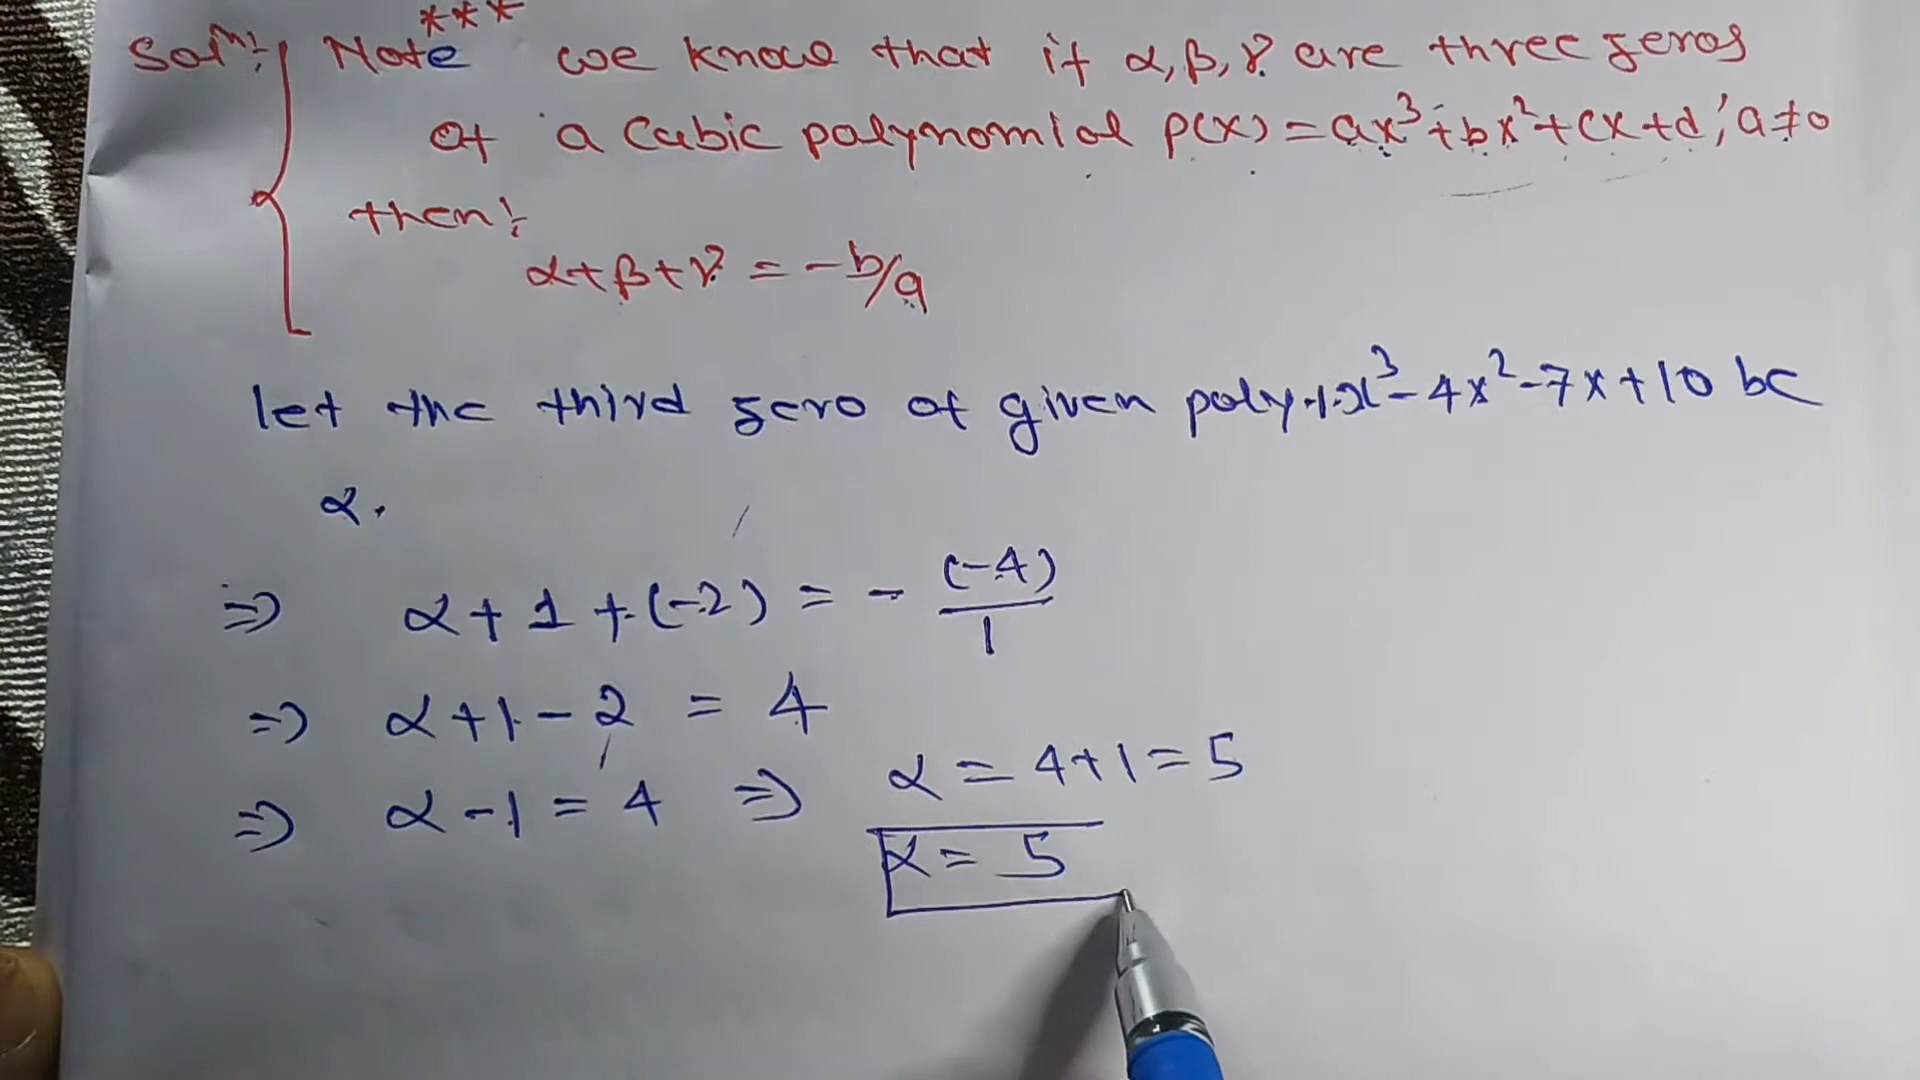 Sol^n:- Note *** we know that if α, β, γ are three zeros
of a cubic polynomial p(x) = ax³ + bx² + cx + d ; a ≠ 0
then :-
α + β + γ = -b/a
let the third zero of given poly. 1·x³ - 4x² - 7x + 10 be
α.
⇒ α + 1 + (-2) = - (-4)/1
⇒ α + 1 - 2 = 4
⇒ α - 1 = 4 ⇒ α = 4 + 1 = 5
α = 5